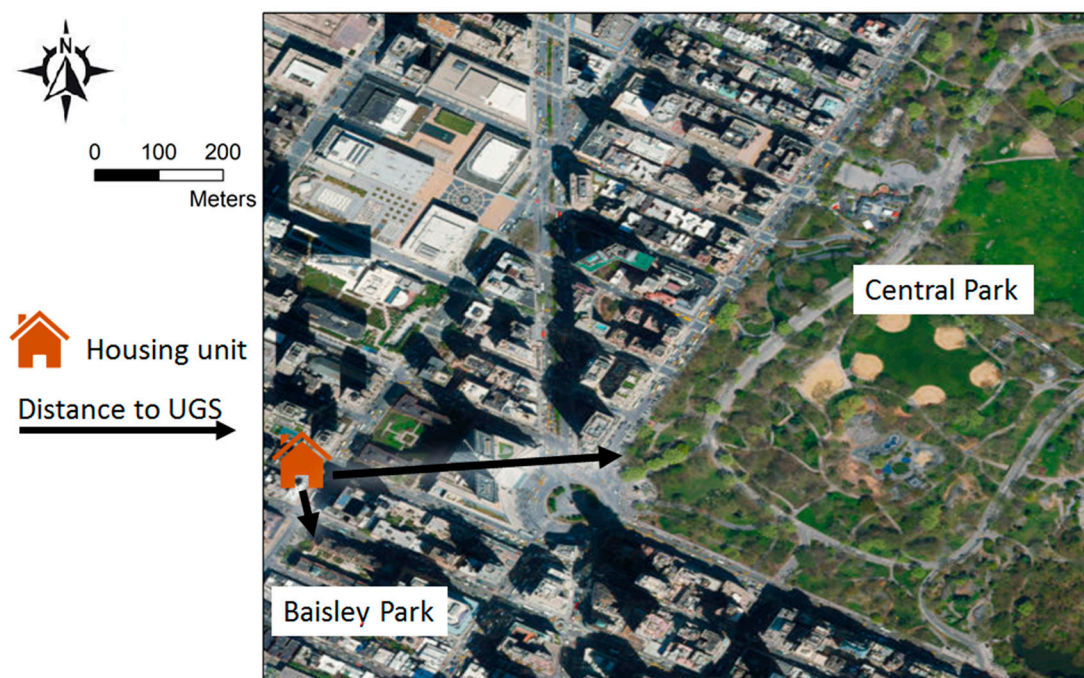 N
0 100 200
Meters
Housing unit
Distance to UGS
Central Park
Baisley Park